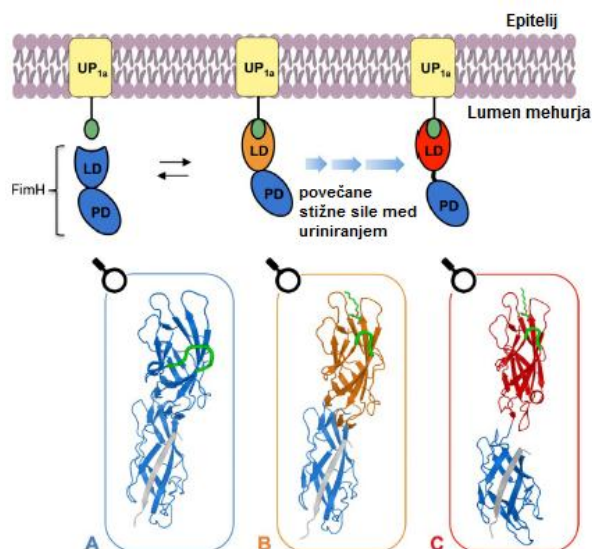 Epitelij
UP1a
UP1a
UP1a
Lumen mehurja
FimH
LD
PD
LD
PD
LD
PD
povečane
stižne sile med
uriniranjem
A
B
C